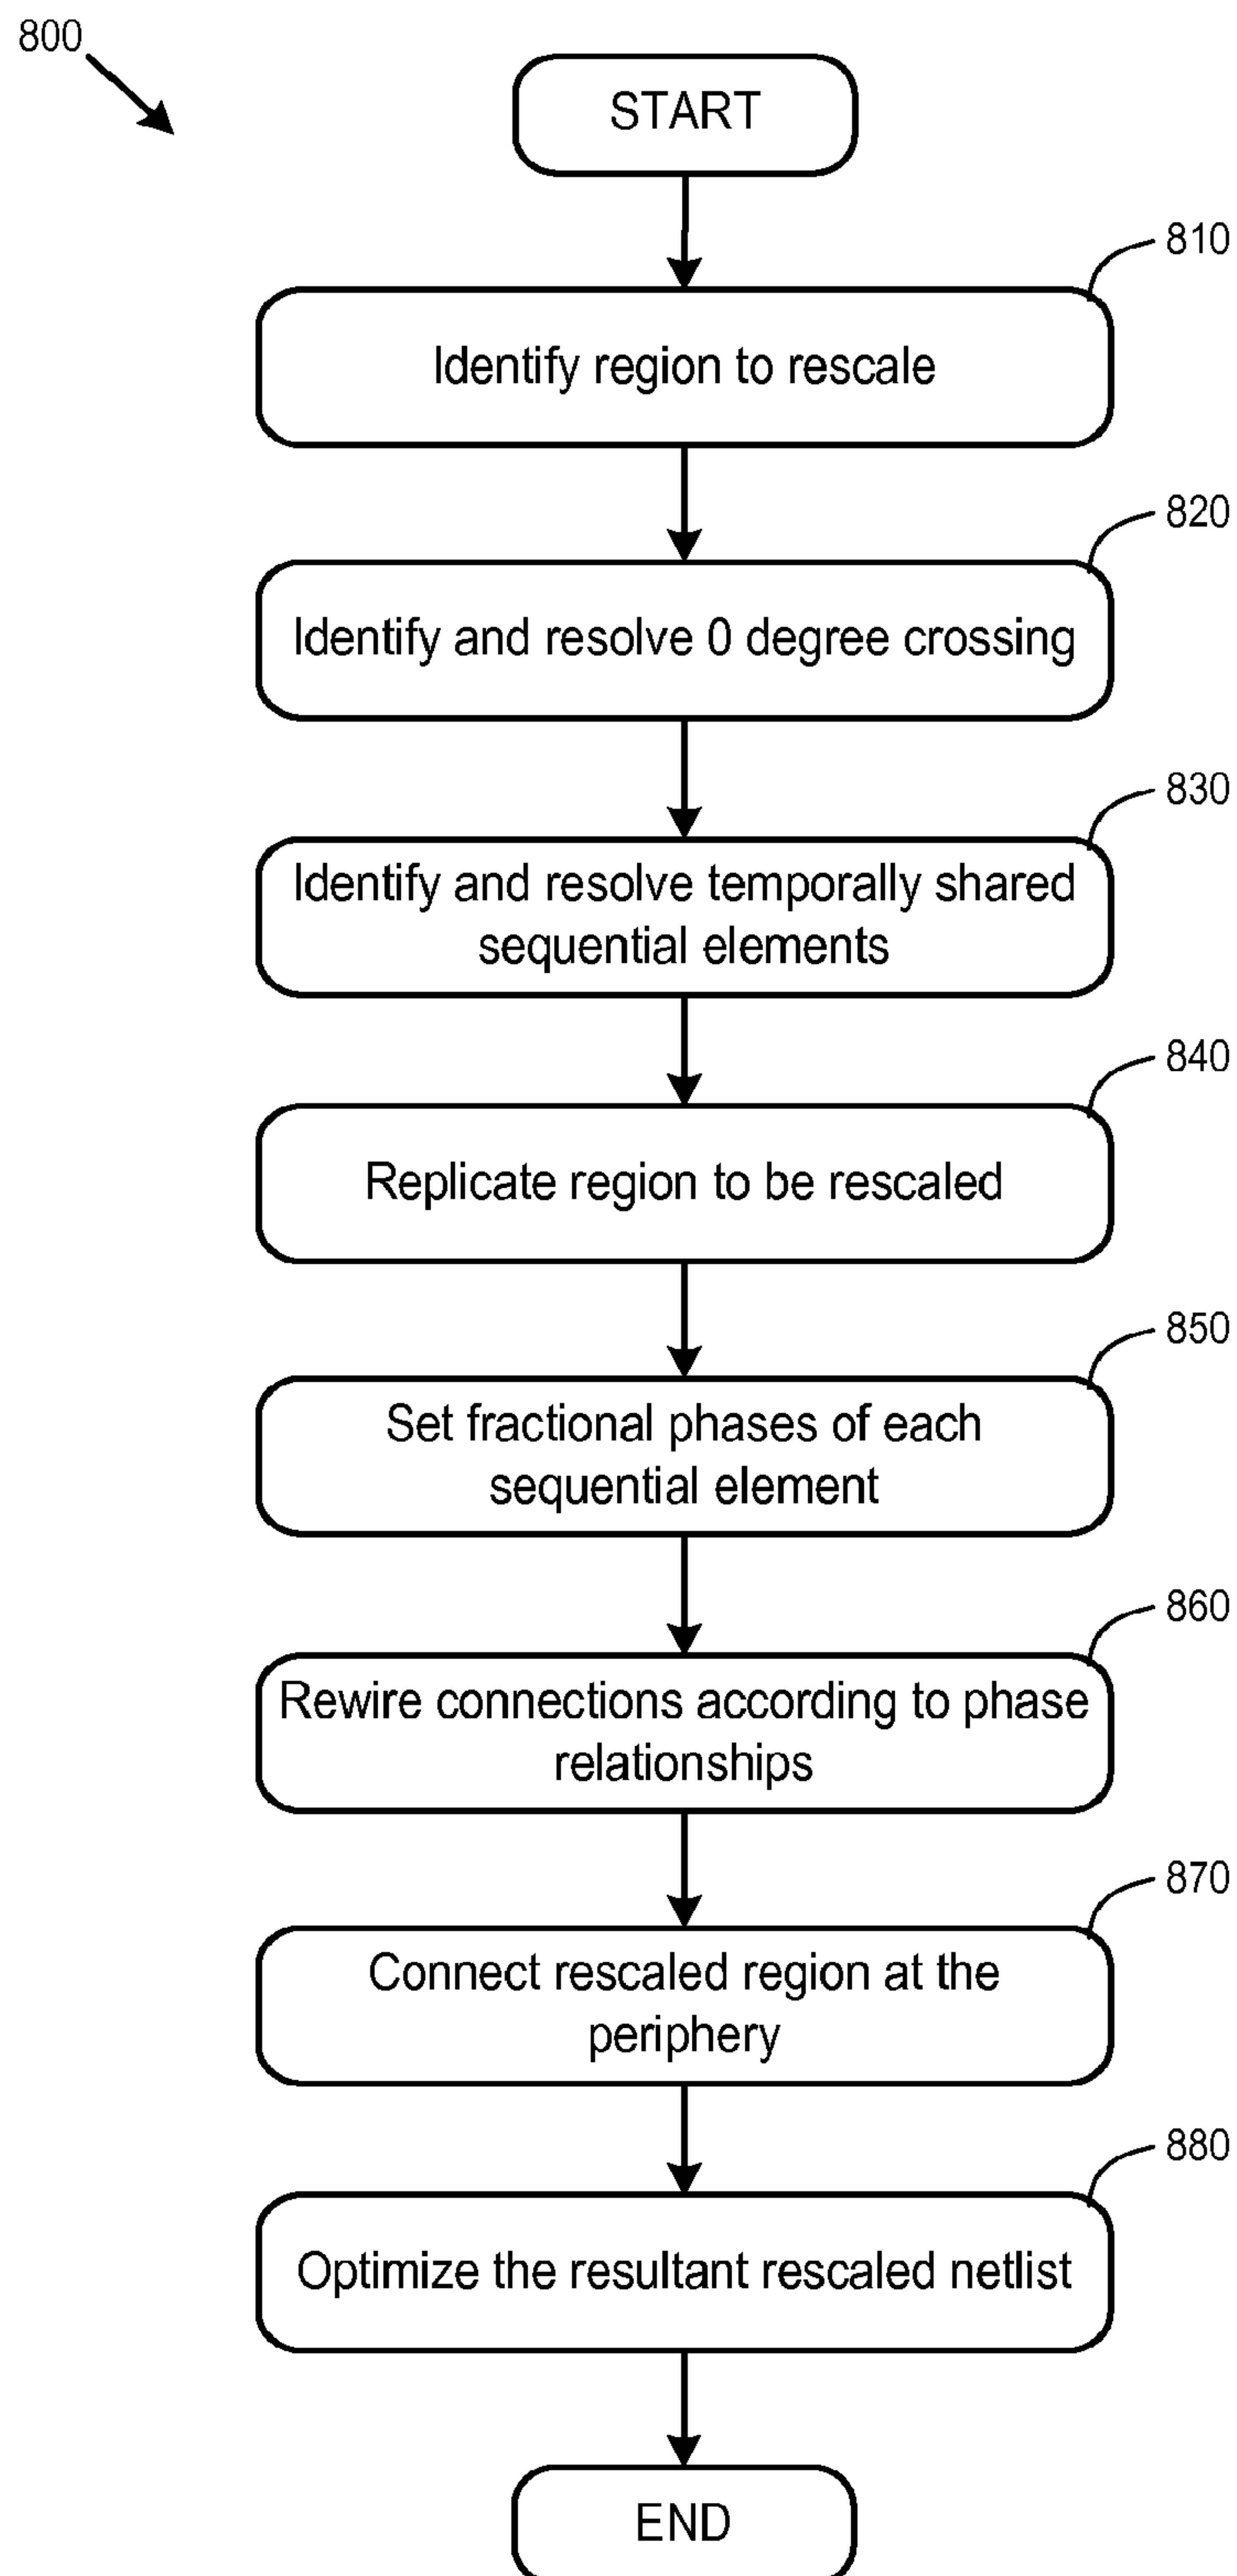 800
START
810
Identify region to rescale
820
Identify and resolve 0 degree crossing
830
Identify and resolve temporally shared
sequential elements
840
Replicate region to be rescaled
850
Set fractional phases of each
sequential element
860
Rewire connections according to phase
relationships
870
Connect rescaled region at the
periphery
880
Optimize the resultant rescaled netlist
END